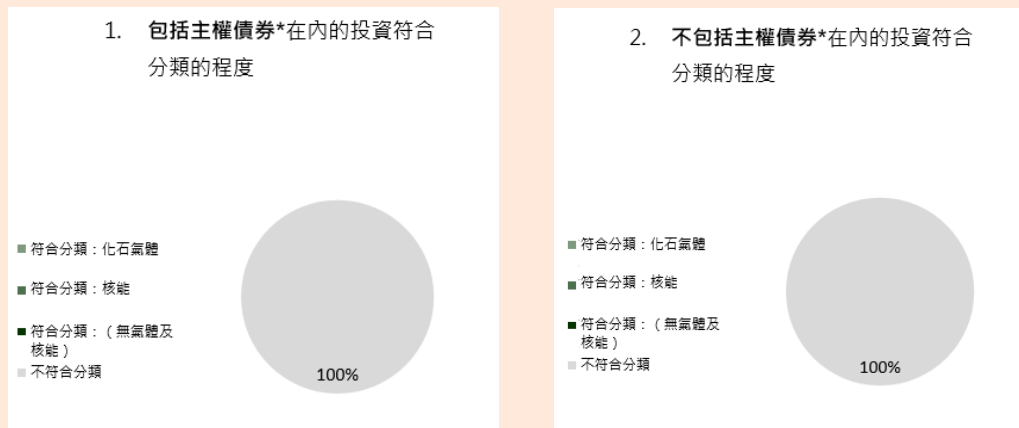 1. 包括主權債券*在內的投資符合
分類的程度
符合分類：化石氣體
符合分類：核能
符合分類：（無氣體及
核能）
不符合分類
100%
2. 不包括主權債券*在內的投資符合
分類的程度
符合分類：化石氣體
符合分類：核能
符合分類：（無氣體及
核能）
不符合分類
100%